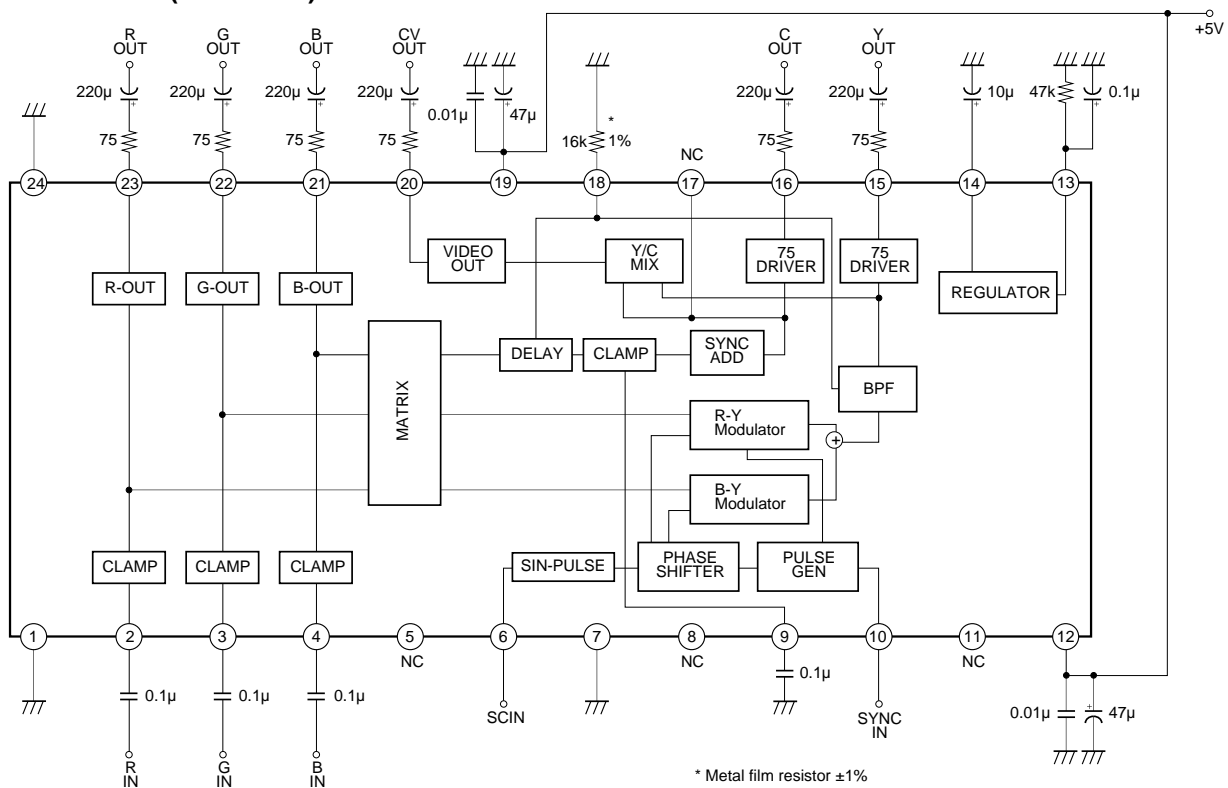 +5V
R
OUT
G
OUT
B
OUT
CV
OUT
C
OUT
Y
OUT
220µ
+
220µ
+
220µ
+
220µ
+
0.01µ
+
47µ
*
16k
1%
220µ
+
220µ
+
10µ
+
47k
0.1µ
+
75
75
75
75
75
75
NC
24
23
22
21
20
19
18
17
16
15
14
13
R-OUT
G-OUT
B-OUT
VIDEO
OUT
Y/C
MIX
75
DRIVER
75
DRIVER
REGULATOR
MATRIX
DELAY
CLAMP
SYNC
ADD
BPF
R-Y
Modulator
+
B-Y
Modulator
CLAMP
CLAMP
CLAMP
SIN-PULSE
PHASE
SHIFTER
PULSE
GEN
1
2
3
4
5
6
7
8
9
10
11
12
NC
NC
NC
0.1µ
0.1µ
0.1µ
0.1µ
SCIN
SYNC
IN
0.01µ
+
47µ
R
IN
G
IN
B
IN
* Metal film resistor ±1%